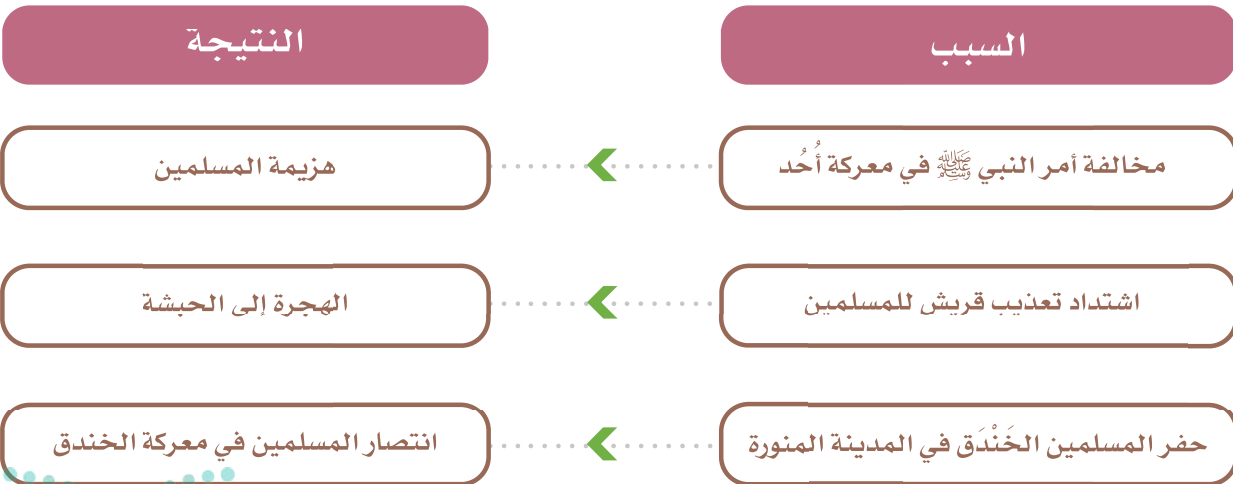 السبب
النتيجة
مخالفة أمر النبي ﷺ في معركة أُحُد
هزيمة المسلمين
اشتداد تعذيب قريش للمسلمين
الهجرة إلى الحبشة
حفر المسلمين الخَنْدَق في المدينة المنورة
انتصار المسلمين في معركة الخندق